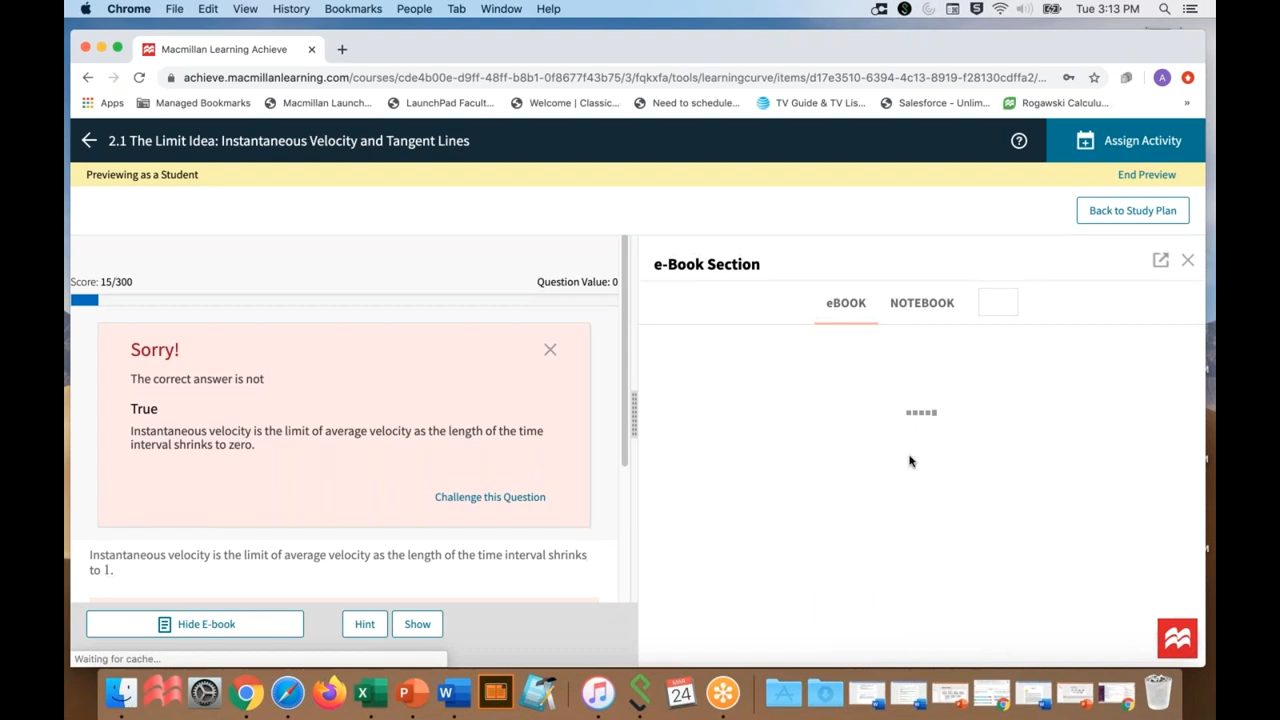 Chrome File Edit View History Bookmarks People Tab Window Help Tue 3:13 PM
Macmillan Learning Achieve
achieve.macmillanlearning.com/courses/cde4b00e-d9ff-48ff-b8b1-0f8677f43b75/3/fqkxfa/tools/learningcurve/items/d17e3510-6394-4c13-8919-f28130cdffa2/... A
Apps Managed Bookmarks Macmillan Launch... LaunchPad Facult... Welcome | Classic... Need to schedule... TV Guide & TV Lis... Salesforce - Unlim... Rogawski Calculu... »
2.1 The Limit Idea: Instantaneous Velocity and Tangent Lines ? Assign Activity
Previewing as a Student End Preview
Back to Study Plan
e-Book Section
Score: 15/300 Question Value: 0
eBOOK NOTEBOOK
Sorry!
The correct answer is not
True
Instantaneous velocity is the limit of average velocity as the length of the time
interval shrinks to zero.
Challenge this Question
Instantaneous velocity is the limit of average velocity as the length of the time interval shrinks
to 1.
Hide E-book Hint Show
Waiting for cache...
X P W MAR 24